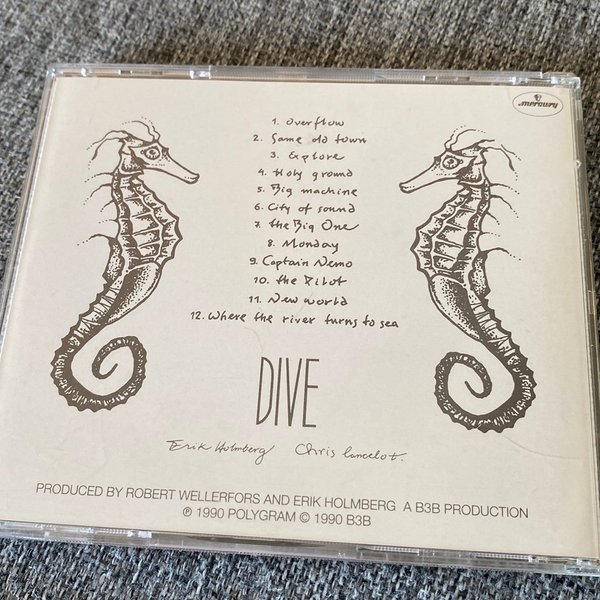 mercury
1. Overflow
2. Same old town
3. Explore
4. Holy ground
5. Big machine
6. City of sound
7. the Big One
8. Monday
9. Captain Nemo
10. the Pilot
11. New world
12. Where the river turns to sea
DIVE
Erik Holmberg Chris Lancelot.
PRODUCED BY ROBERT WELLERFORS AND ERIK HOLMBERG A B3B PRODUCTION
℗ 1990 POLYGRAM © 1990 B3B